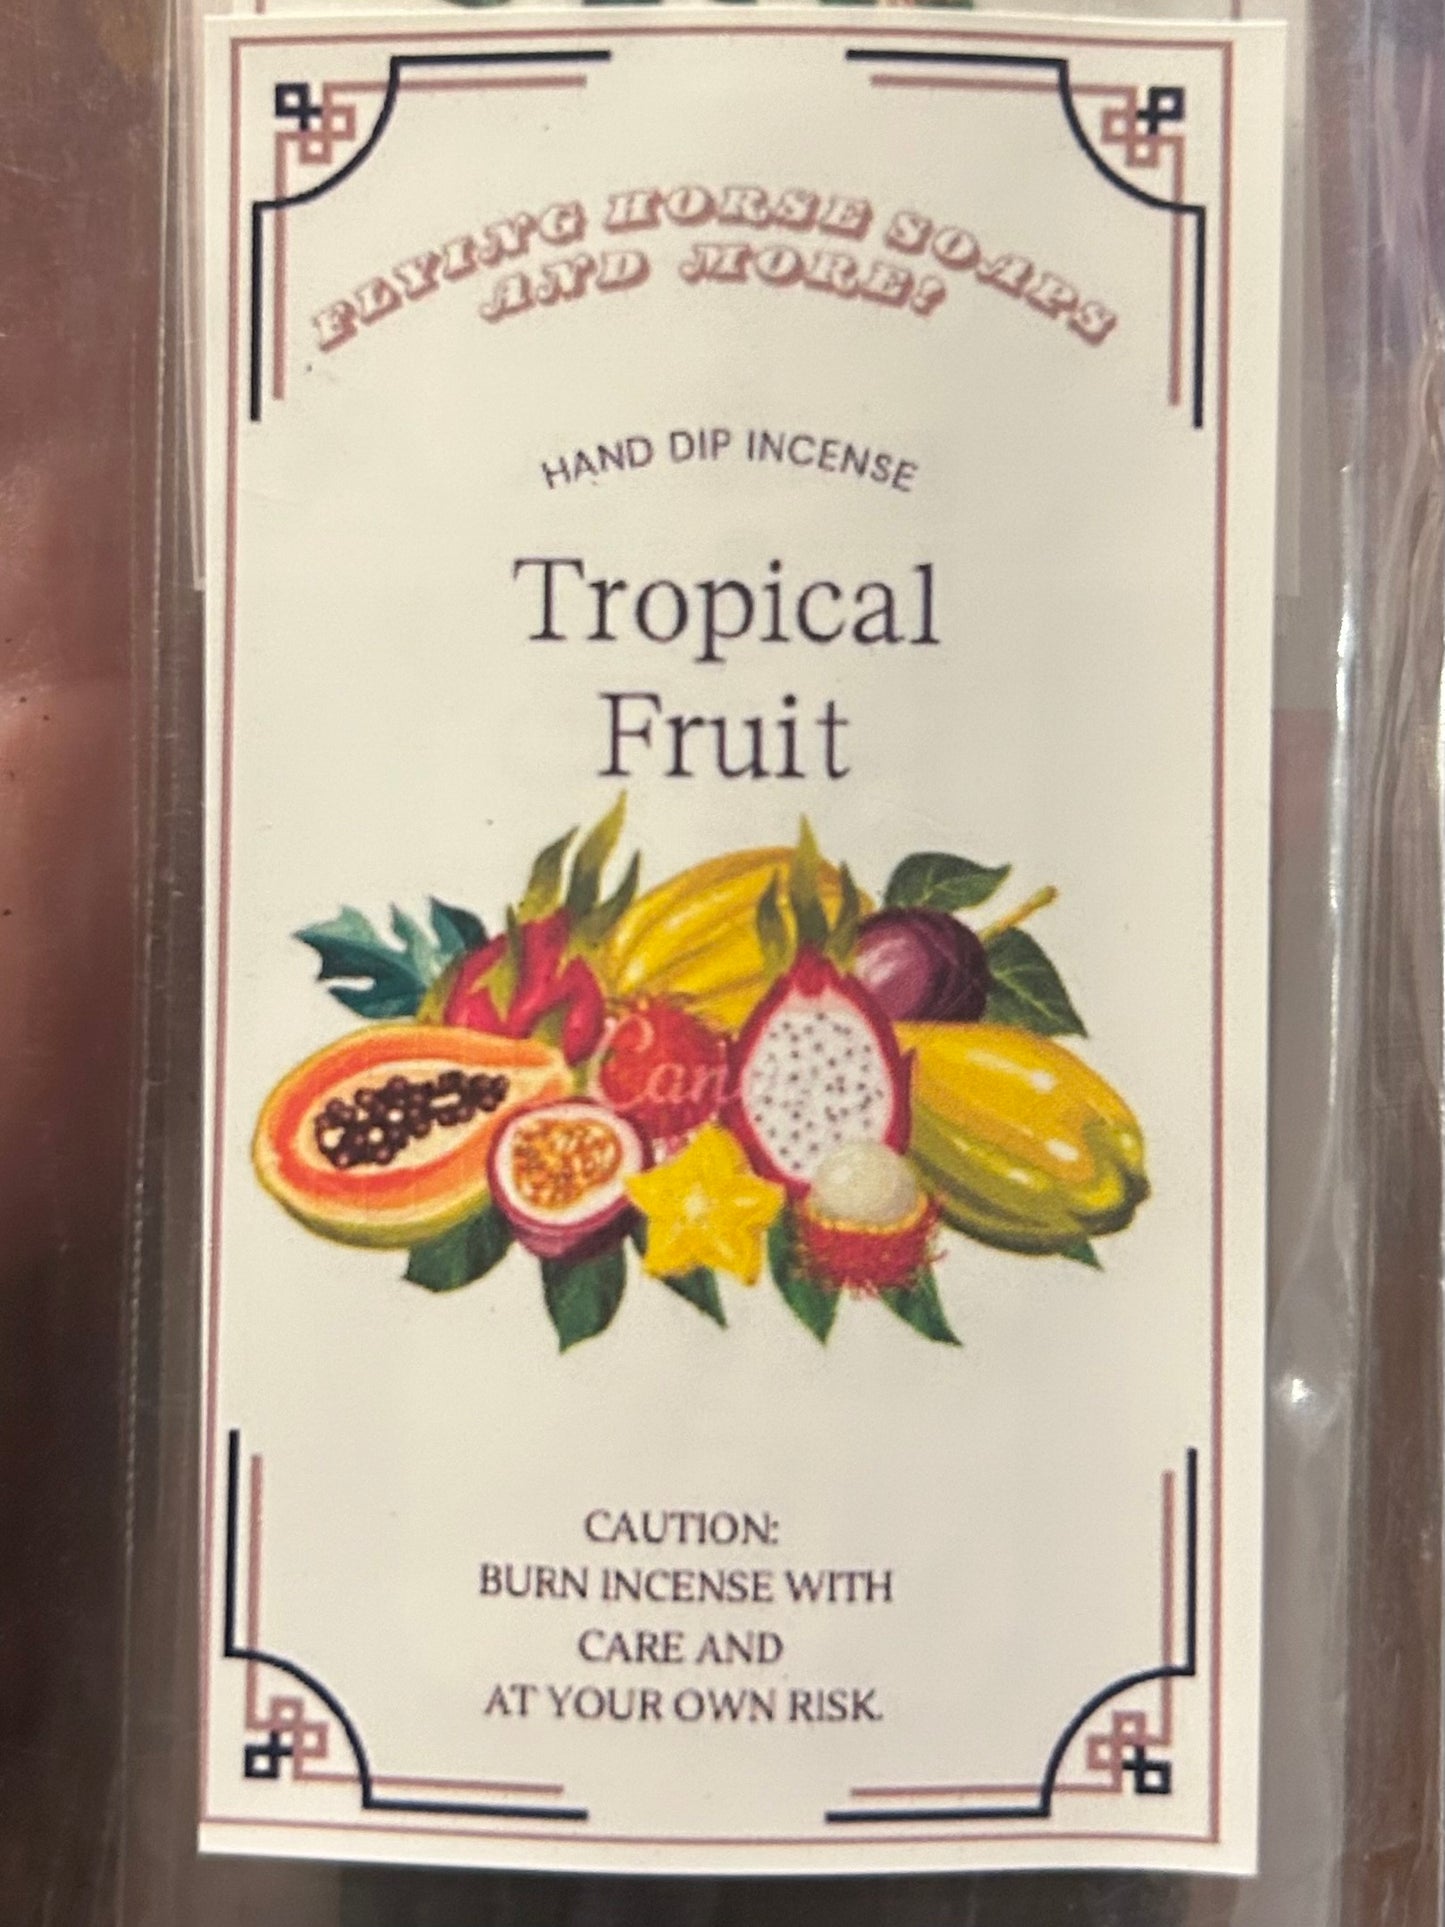 FLYING HORSE SOAPS
AND MORE!
HAND DIP INCENSE
Tropical
Fruit
CAUTION:
BURN INCENSE WITH
CARE AND
AT YOUR OWN RISK.